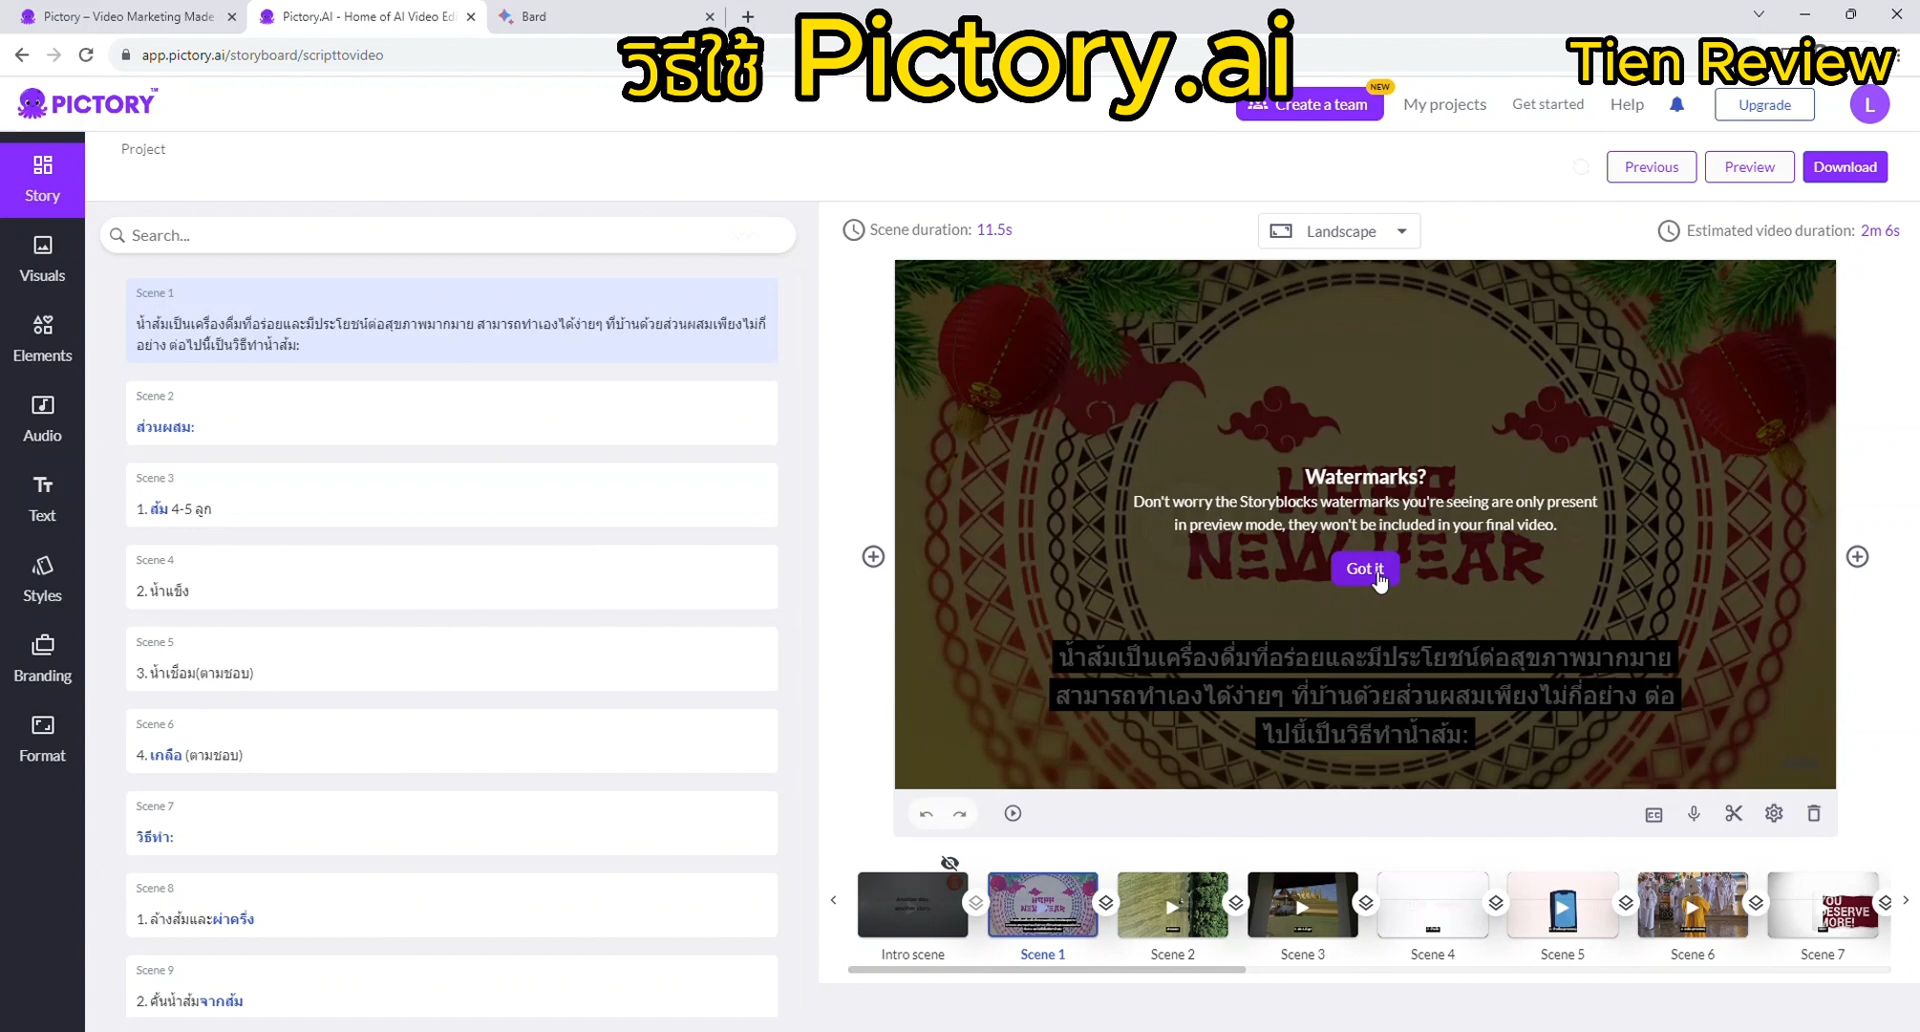 Pictory – Video Marketing Made
Pictory.AI - Home of AI Video Edi
Bard
app.pictory.ai/storyboard/scripttovideo
วิธีใช้ Pictory.ai
Tien Review
PICTORY
Create a team
NEW
My projects
Get started
Help
Upgrade
L
Project
Previous
Preview
Download
Story
Visuals
Elements
Audio
Text
Styles
Branding
Format
Search...
Scene 1
น้ำส้มเป็นเครื่องดื่มที่อร่อยและมีประโยชน์ต่อสุขภาพมากมาย สามารถทำเองได้ง่ายๆ ที่บ้านด้วยส่วนผสมเพียงไม่กี่
อย่าง ต่อไปนี้เป็นวิธีทำน้ำส้ม:
Scene 2
ส่วนผสม:
Scene 3
1. ส้ม 4-5 ลูก
Scene 4
2. น้ำแข็ง
Scene 5
3. น้ำเชื่อม(ตามชอบ)
Scene 6
4. เกลือ (ตามชอบ)
Scene 7
วิธีทำ:
Scene 8
1. ล้างส้มและผ่าครึ่ง
Scene 9
2. คั้นน้ำส้มจากส้ม
Scene duration: 11.5s
Landscape
Estimated video duration: 2m 6s
Watermarks?
Don't worry the Storyblocks watermarks you're seeing are only present
in preview mode, they won't be included in your final video.
Got it
NEW YEAR
น้ำส้มเป็นเครื่องดื่มที่อร่อยและมีประโยชน์ต่อสุขภาพมากมาย
สามารถทำเองได้ง่ายๆ ที่บ้านด้วยส่วนผสมเพียงไม่กี่อย่าง ต่อ
ไปนี้เป็นวิธีทำน้ำส้ม:
CC
YOU
DESERVE
MORE!
Intro scene
Scene 1
Scene 2
Scene 3
Scene 4
Scene 5
Scene 6
Scene 7